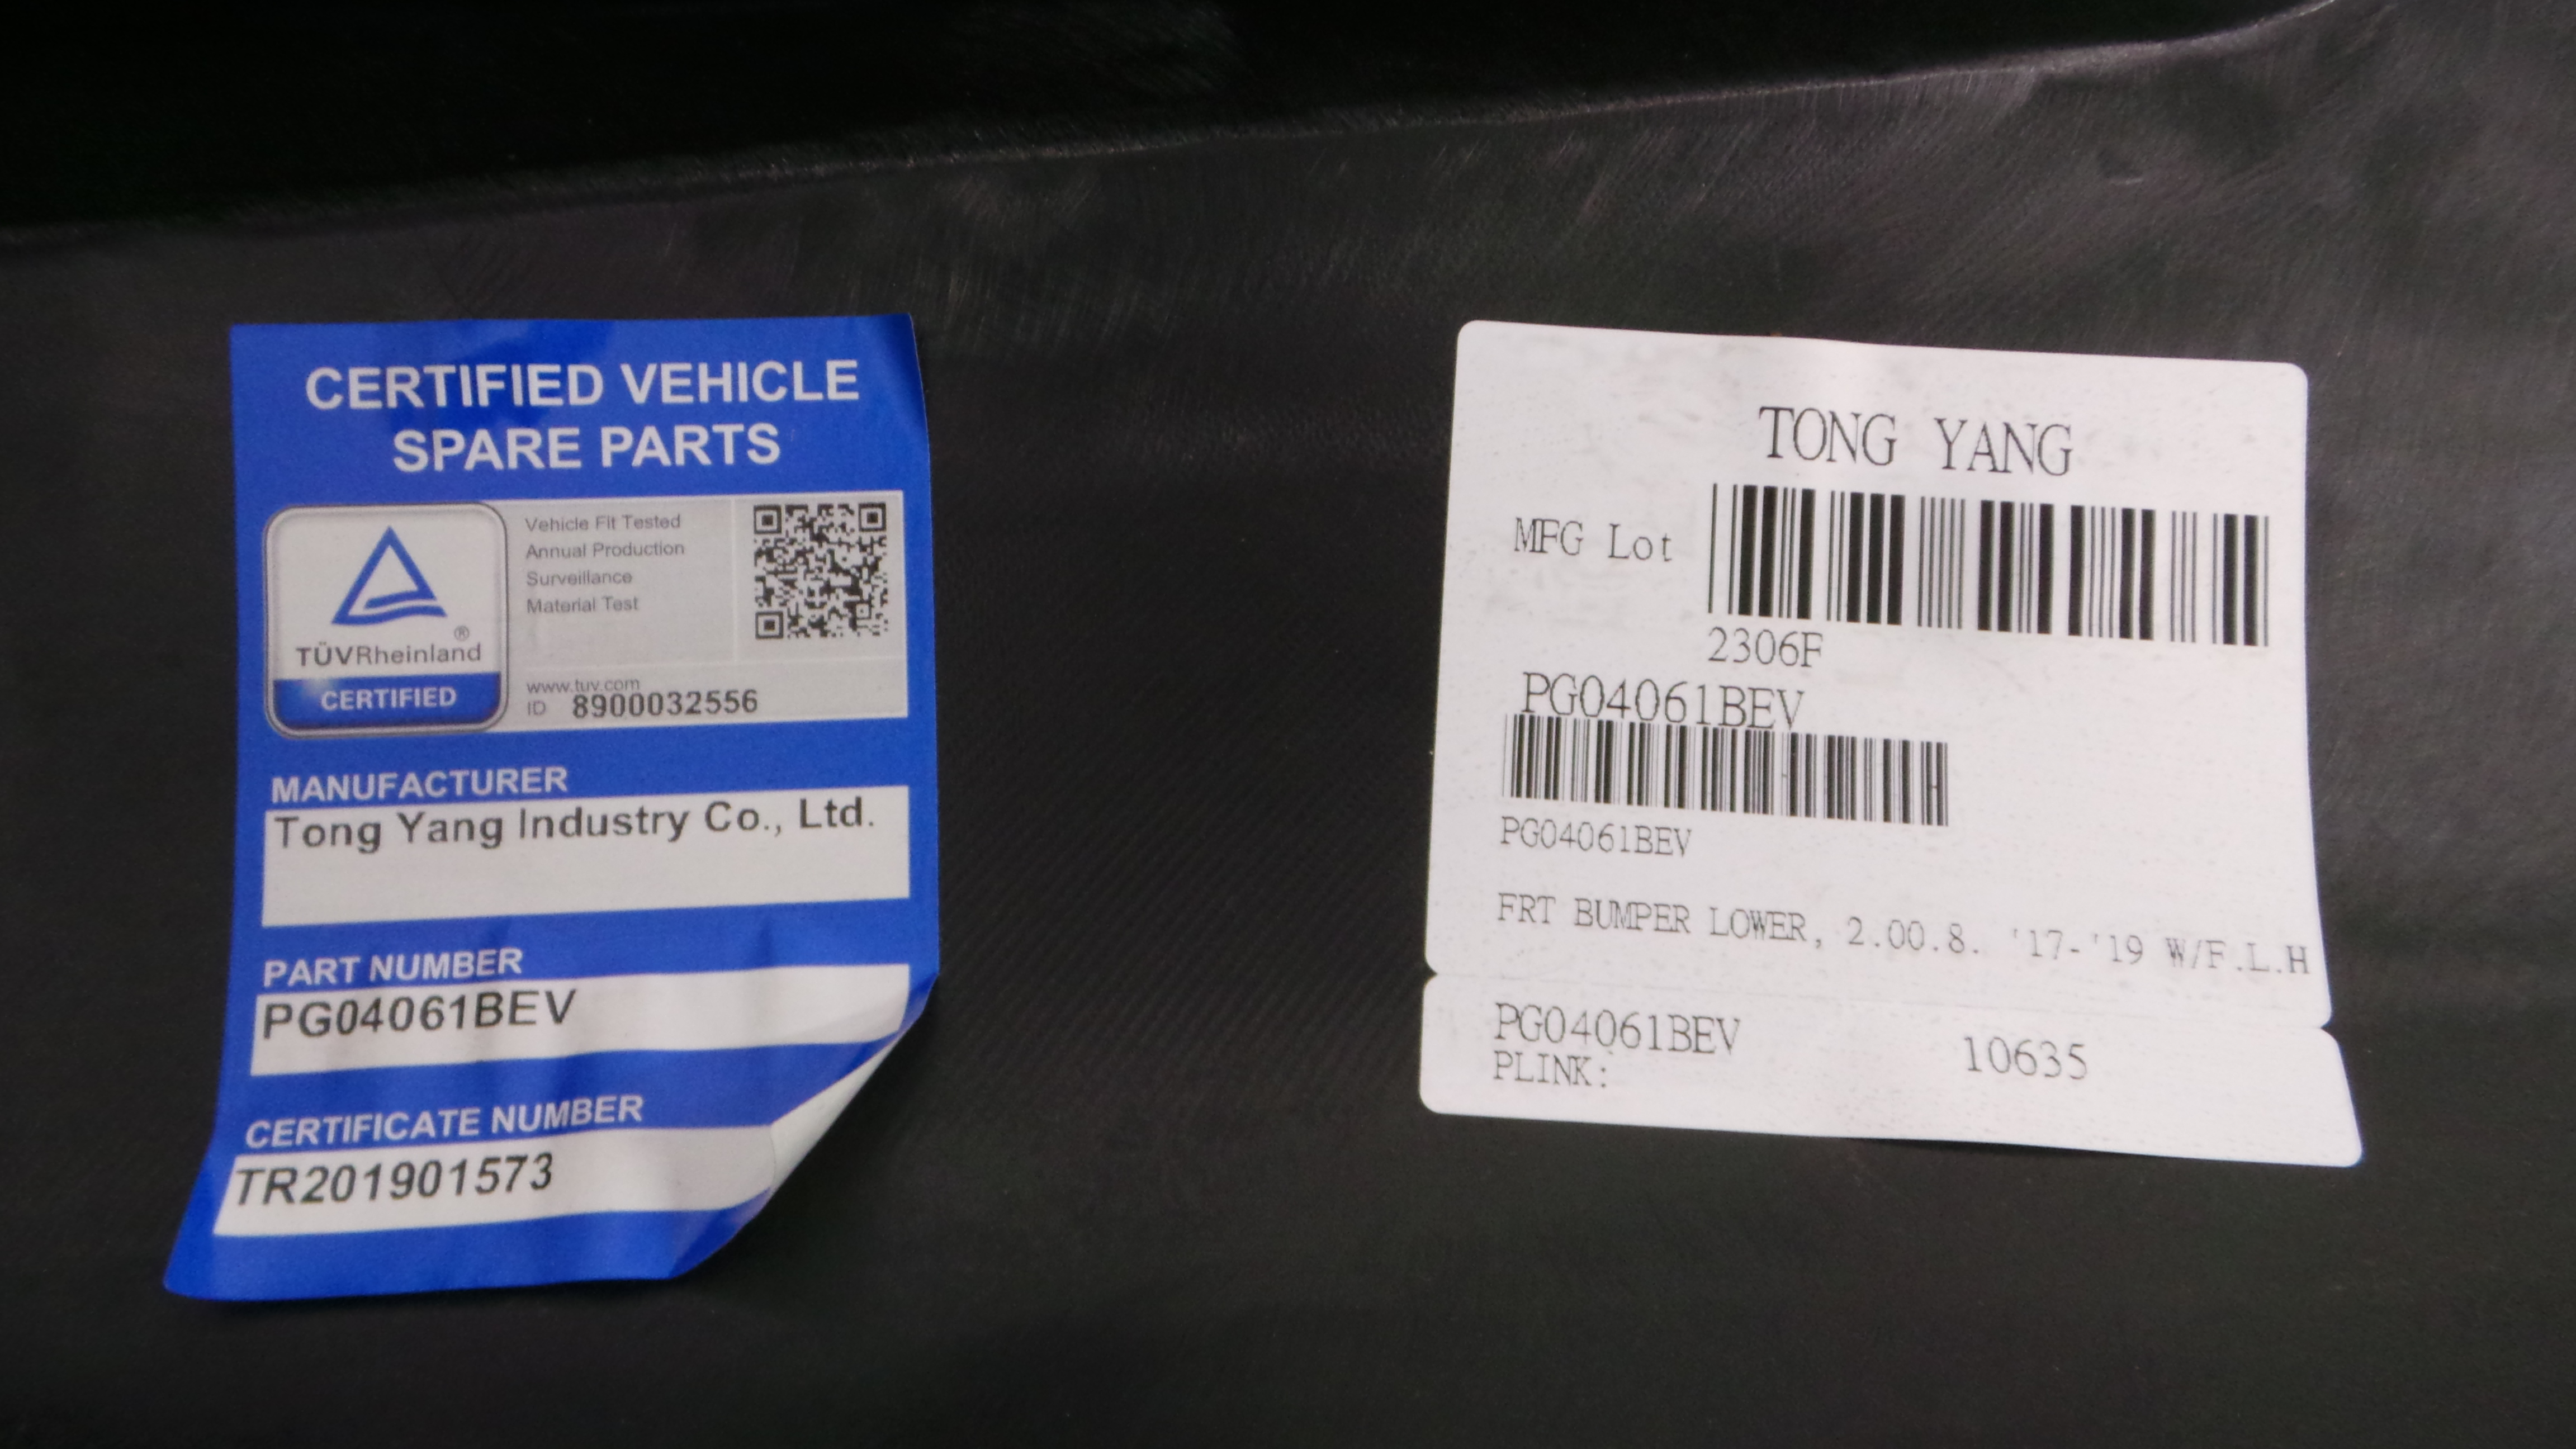 CERTIFIED VEHICLE
SPARE PARTS
Vehicle Fit Tested
Annual Production
Surveillance
Material Test
®
TÜVRheinland
CERTIFIED
www.tuv.com
ID 8900032556
MANUFACTURER
Tong Yang Industry Co., Ltd.
PART NUMBER
PG04061BEV
CERTIFICATE NUMBER
TR201901573
TONG YANG
MFG Lot
2306F
PG04061BEV
PG04061BEV
FRT BUMPER LOWER, 2.00.8. '17-'19 W/F.L.H
PG04061BEV 10635
PLINK: